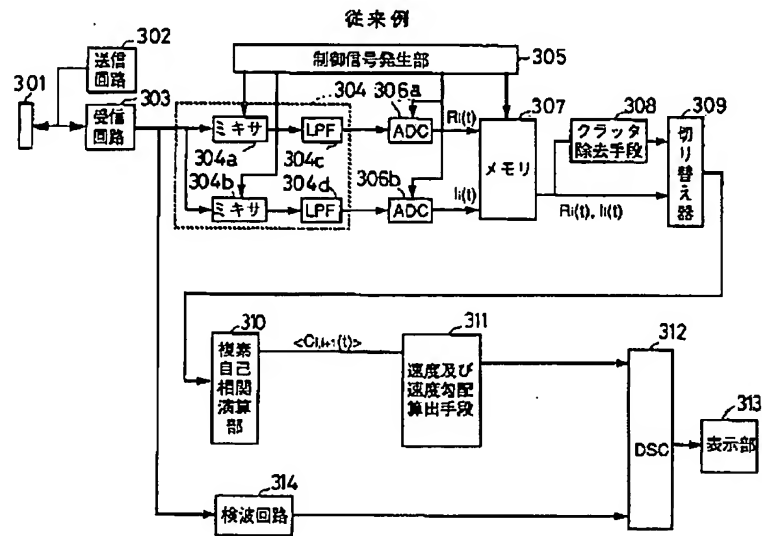 従来例
302
送信
回路
制御信号発生部
305
301
303
受信
回路
304
306a
307
308
309
ミキサ
LPF
ADC
Ri(t)
メモリ
クラッタ
除去手段
切り替え器
304a
304c
304b
304d
306b
ミキサ
LPF
ADC
Ii(t)
Ri(t), Ii(t)
310
複素
自己
相関
演算
部
<Ci,i+1(t)>
311
速度及び
速度勾配
算出手段
312
DSC
313
表示部
314
検波回路